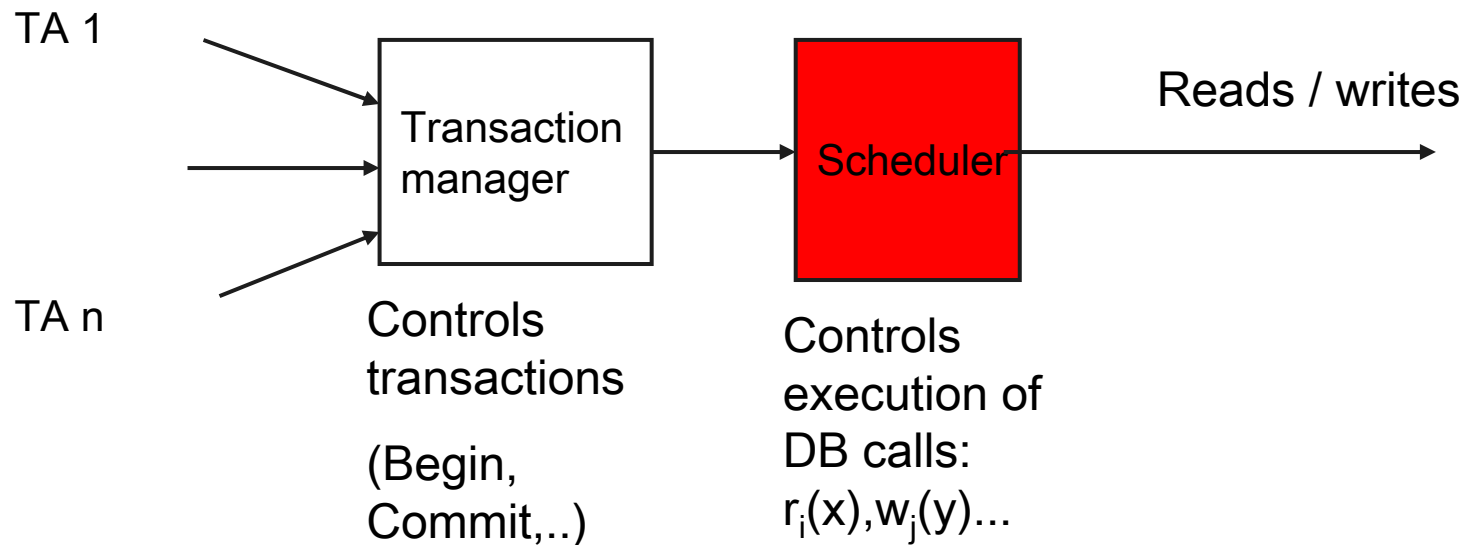 TA 1
Transaction
manager
Scheduler
Reads / writes
TA n
Controls
transactions
(Begin,
Commit,..)
Controls
execution of
DB calls:
ri(x),wj(y)...